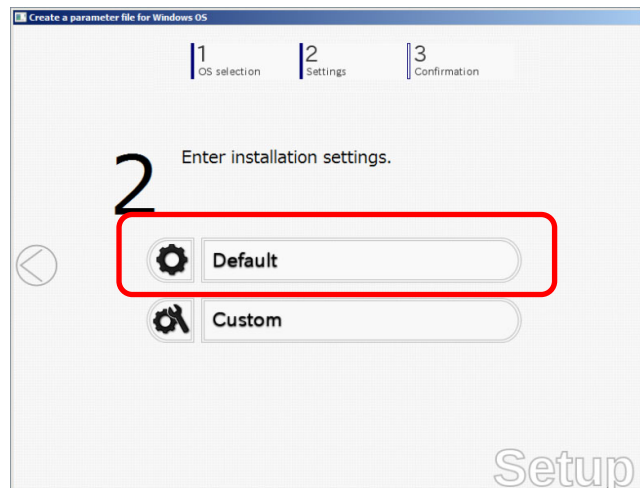 Create a parameter file for Windows OS
1
OS selection
2
Settings
3
Confirmation
2
Enter installation settings.
Default
Custom
Setup